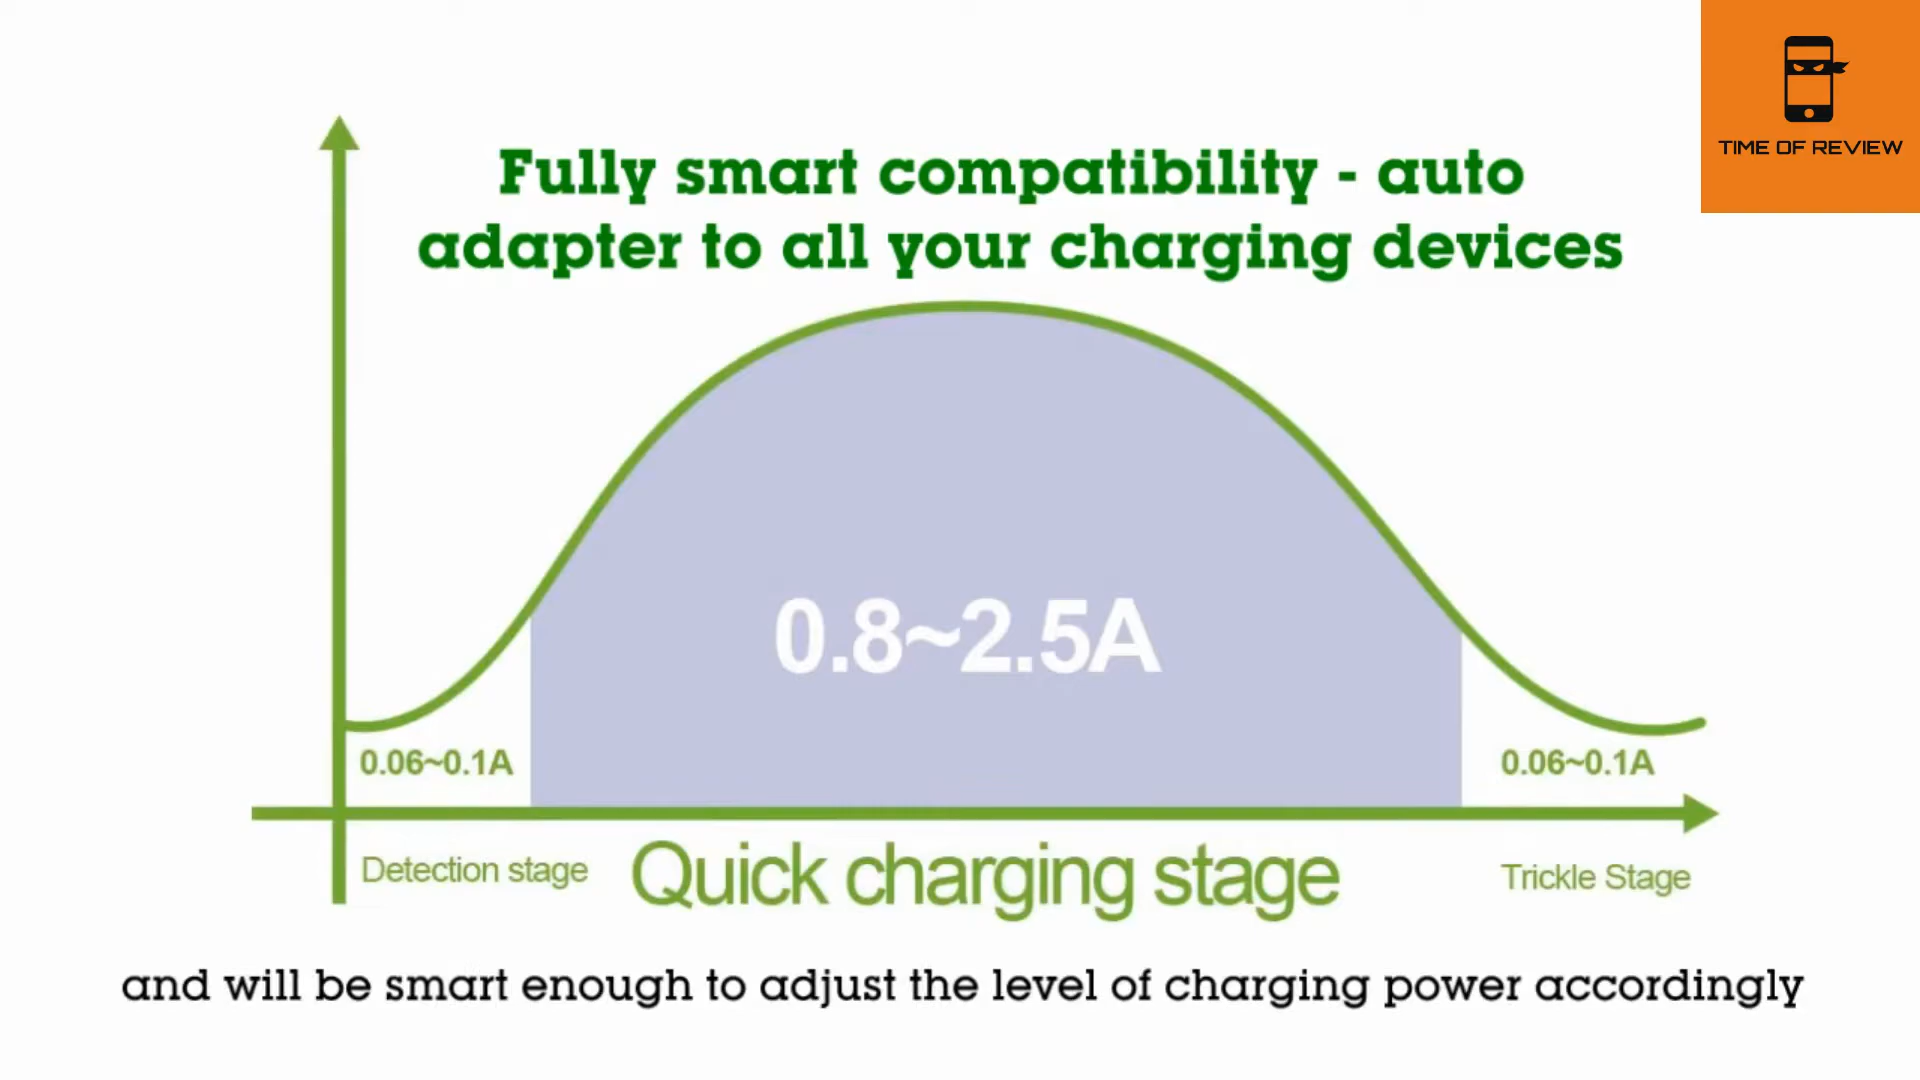 TIME OF REVIEW
Fully smart compatibility - auto
adapter to all your charging devices
0.8~2.5A
0.06~0.1A
0.06~0.1A
Detection stage
Quick charging stage
Trickle Stage
and will be smart enough to adjust the level of charging power accordingly